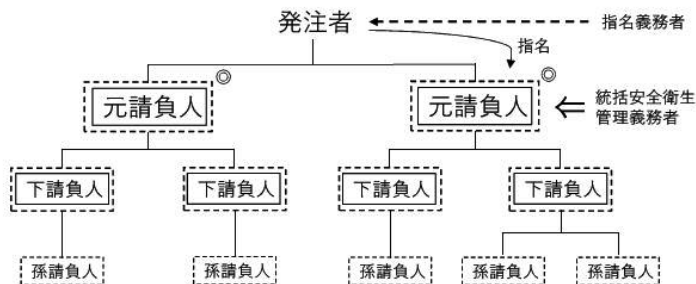 発注者
指名義務者
指名
◎
◎
元請負人
元請負人
統括安全衛生
管理義務者
下請負人
下請負人
下請負人
下請負人
孫請負人
孫請負人
孫請負人
孫請負人
孫請負人